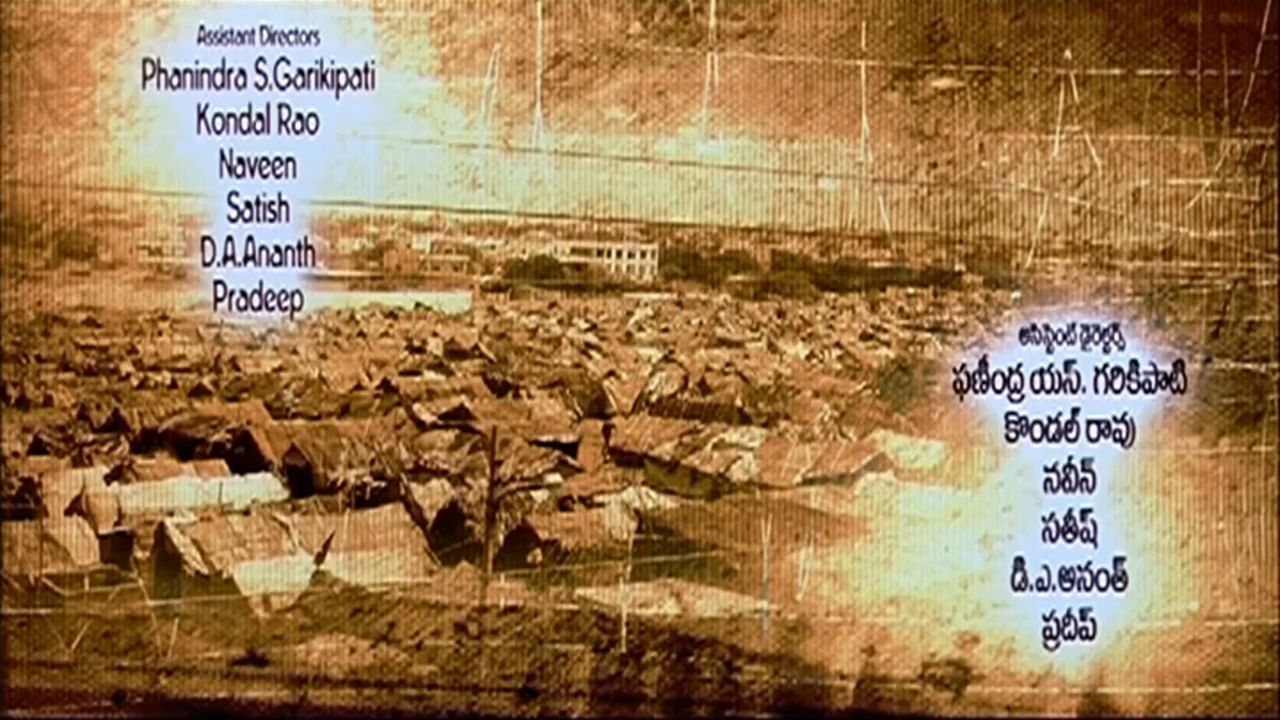 Assistant Directors
Phanindra S.Garikipati
Kondal Rao
Naveen
Satish
D.A.Ananth
Pradeep
అసిస్టెంట్ డైరెక్టర్స్
ఫణీంద్ర యస్. గరికిపాటి
కొండల్ రావు
నవీన్
సతీష్
డి.ఎ.అనంత్
ప్రదీప్